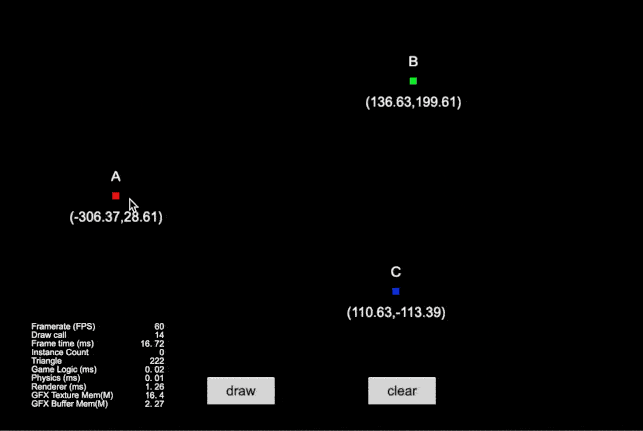 B
(136.63,199.61)
A
(-306.37,28.61)
C
(110.63,-113.39)
Framerate (FPS) 60
Draw call 14
Frame time (ms) 16. 72
Instance Count 0
Triangle 222
Game Logic (ms) 0. 02
Physics (ms) 0. 01
Renderer (ms) 1. 26
GFX Texture Mem(M) 16. 4
GFX Buffer Mem(M) 2. 27
draw
clear